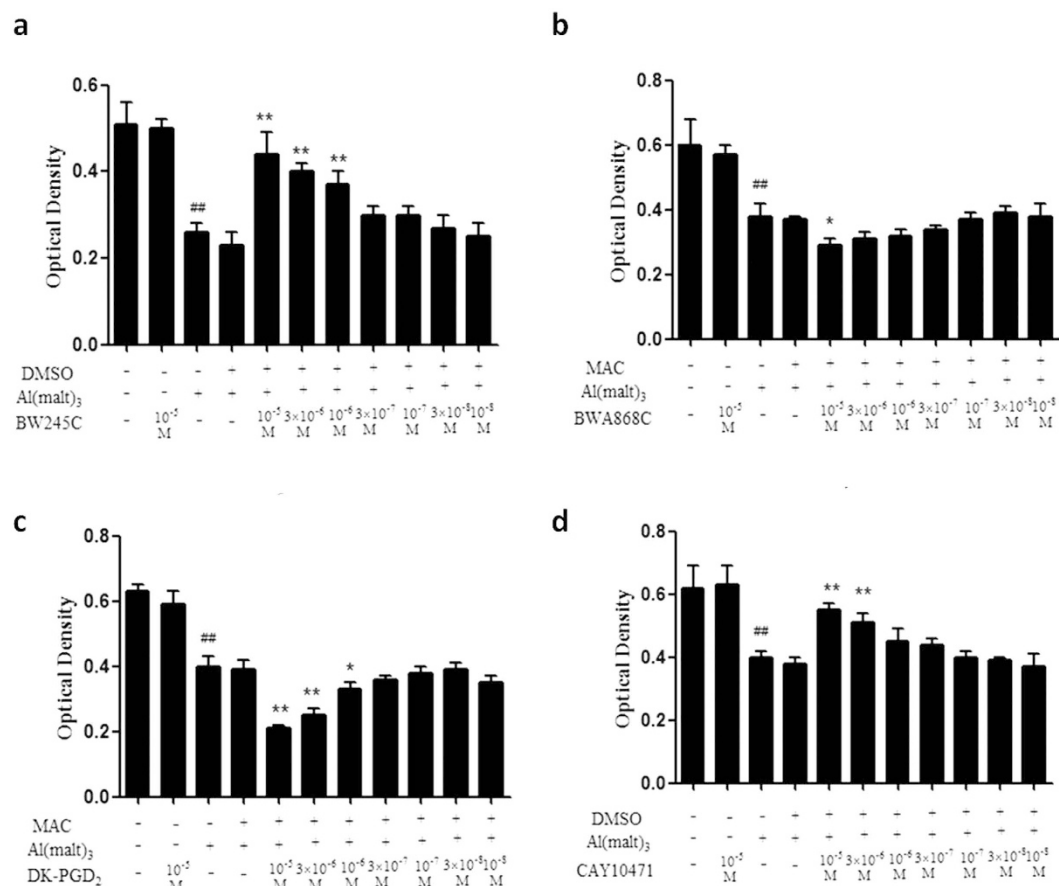 a
0.6
0.4
0.2
0.0
Optical Density
##
**
**
**
DMSO - - - + + + + + + + +
Al(malt)₃ - - + + + + + + + + +
BW245C - 10⁻⁵ M - - 10⁻⁵ M 3×10⁻⁶ M 10⁻⁶ M 3×10⁻⁷ M 10⁻⁷ M 3×10⁻⁸ M 10⁻⁸ M
b
0.8
0.6
0.4
0.2
0.0
Optical Density
##
*
MAC - - - + + + + + + + +
Al(malt)₃ - - + + + + + + + + +
BWA868C - 10⁻⁵ M - - 10⁻⁵ M 3×10⁻⁶ M 10⁻⁶ M 3×10⁻⁷ M 10⁻⁷ M 3×10⁻⁸ M 10⁻⁸ M
c
0.8
0.6
0.4
0.2
0.0
Optical Density
##
**
**
*
MAC - - - + + + + + + + +
Al(malt)₃ - - + + + + + + + + +
DK-PGD₂ - 10⁻⁵ M - - 10⁻⁵ M 3×10⁻⁶ M 10⁻⁶ M 3×10⁻⁷ M 10⁻⁷ M 3×10⁻⁸ M 10⁻⁸ M
d
0.8
0.6
0.4
0.2
0.0
Optical Density
##
**
**
DMSO - - - + + + + + + + +
Al(malt)₃ - - + + + + + + + + +
CAY10471 - 10⁻⁵ M - - 10⁻⁵ M 3×10⁻⁶ M 10⁻⁶ M 3×10⁻⁷ M 10⁻⁷ M 3×10⁻⁸ M 10⁻⁸ M